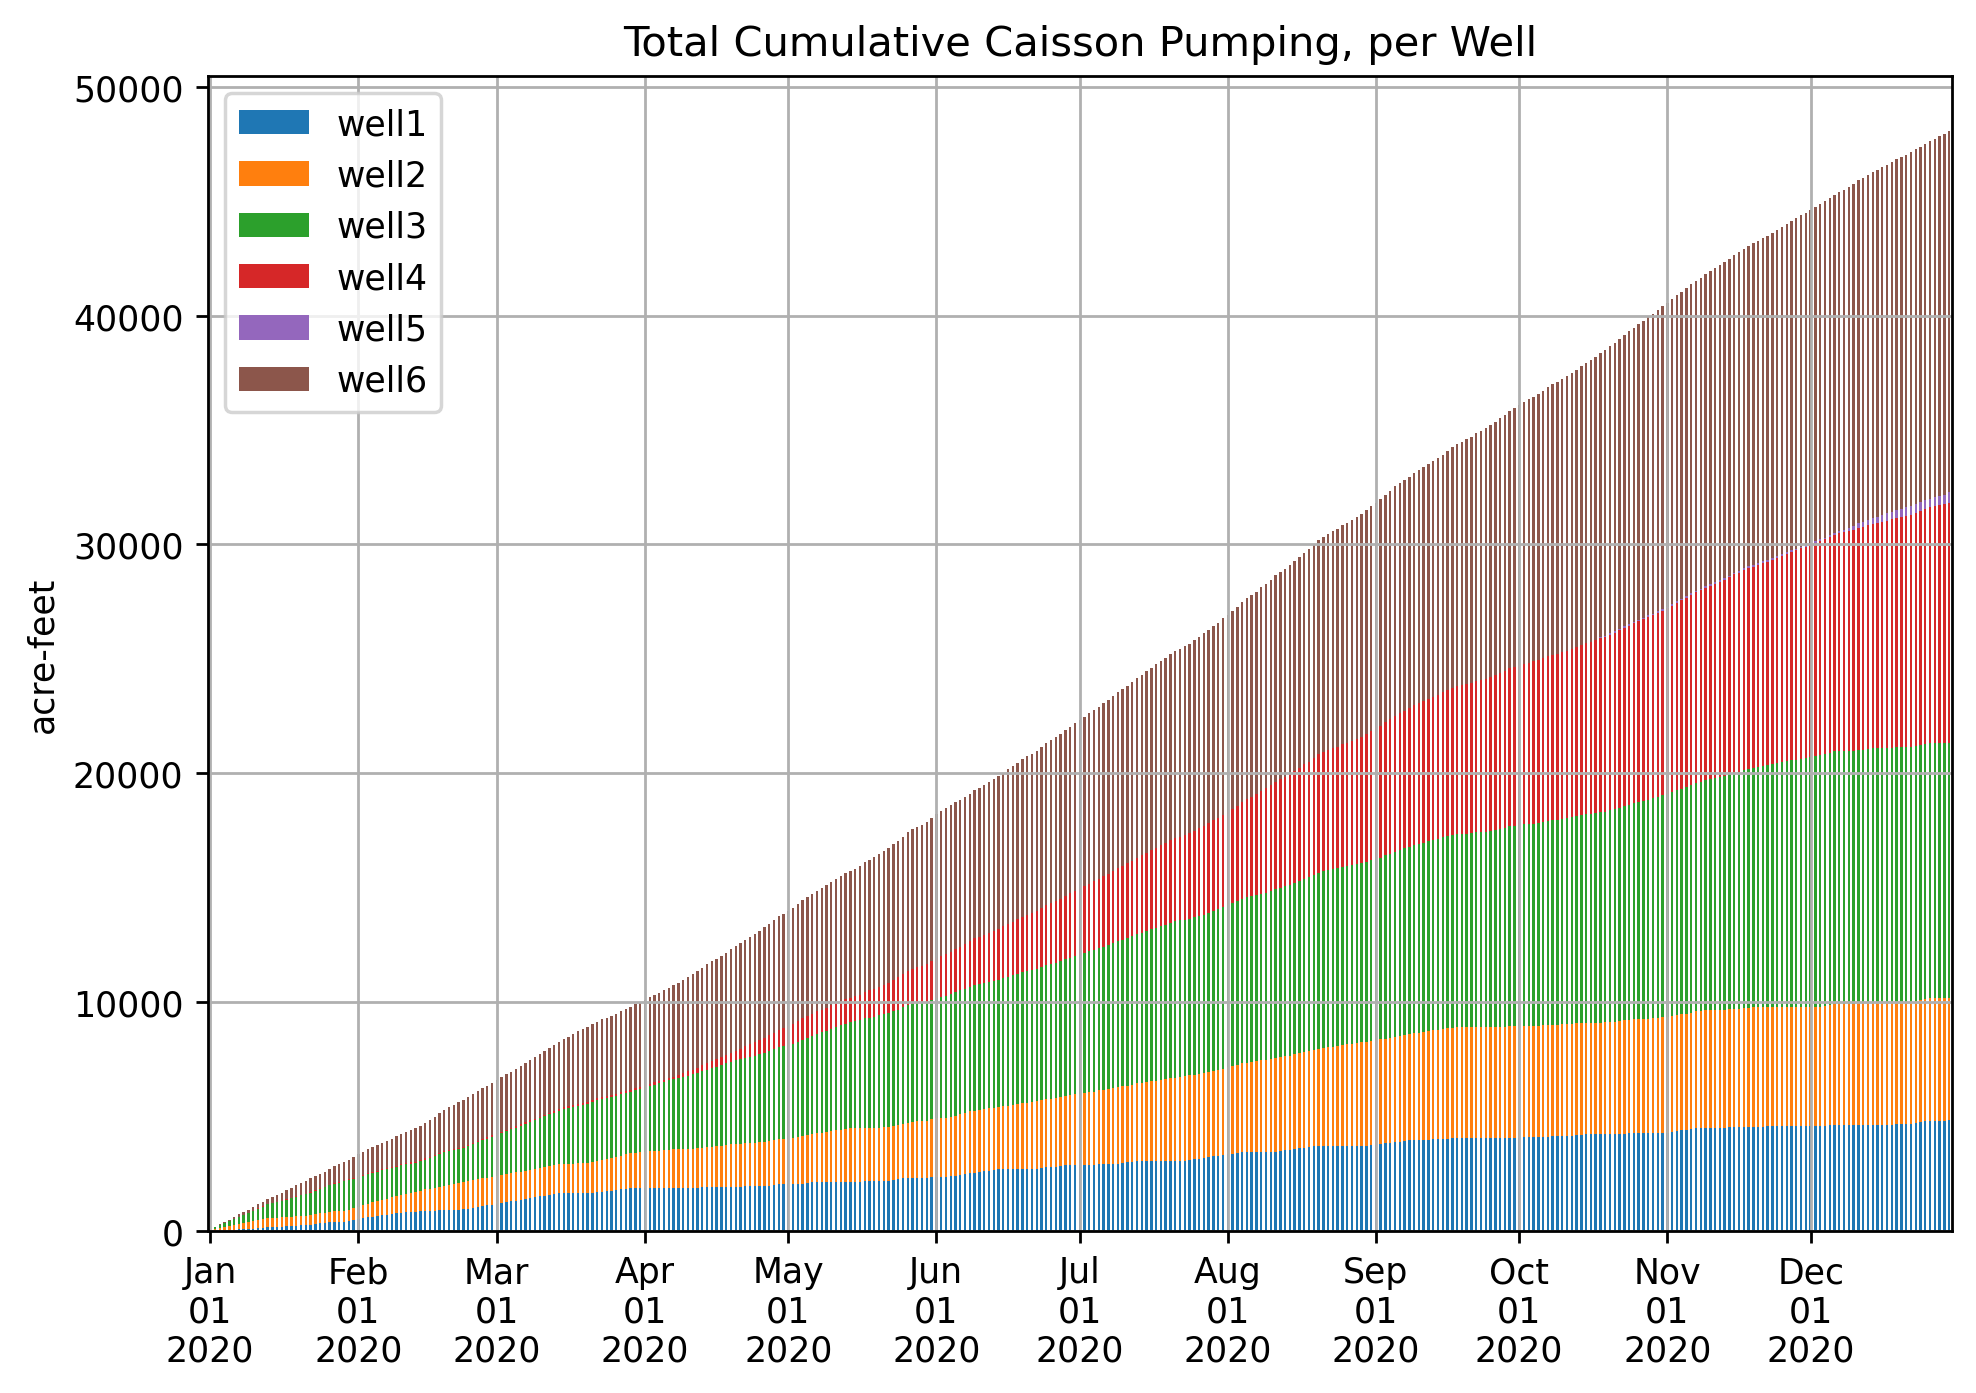 Total Cumulative Caisson Pumping, per Well
50000
40000
30000
20000
10000
0
acre-feet
well1
well2
well3
well4
well5
well6
Jan Feb Mar Apr May Jun Jul Aug Sep Oct Nov Dec
01 01 01 01 01 01 01 01 01 01 01 01
2020 2020 2020 2020 2020 2020 2020 2020 2020 2020 2020 2020